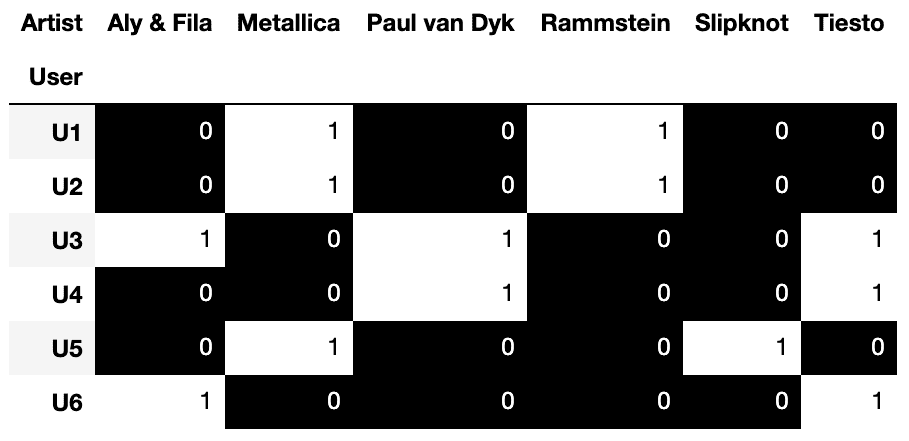 Artist Aly & Fila Metallica Paul van Dyk Rammstein Slipknot Tiesto
User
U1 0 1 0 1 0 0
U2 0 1 0 1 0 0
U3 1 0 1 0 0 1
U4 0 0 1 0 0 1
U5 0 1 0 0 1 0
U6 1 0 0 0 0 1